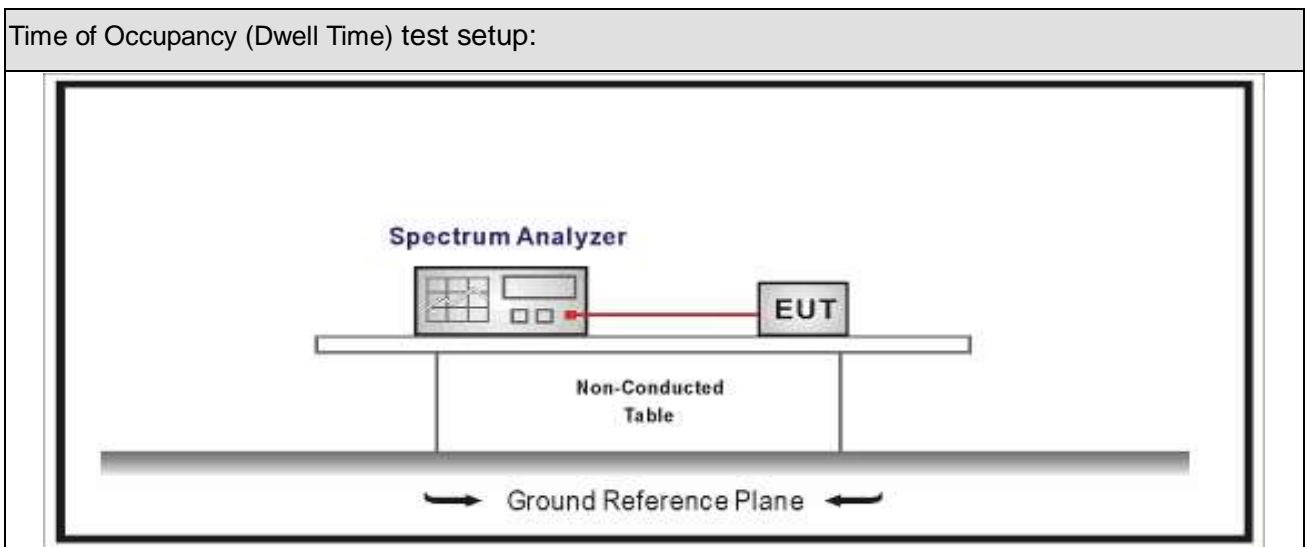 Time of Occupancy (Dwell Time) test setup:
Spectrum Analyzer
EUT
Non-Conducted
Table
Ground Reference Plane